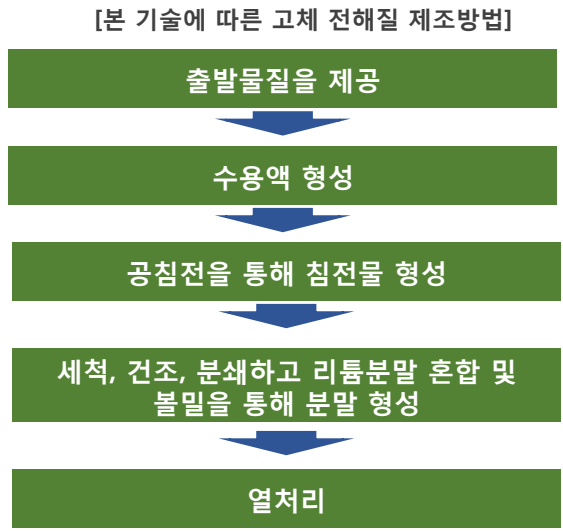 [본 기술에 따른 고체 전해질 제조방법]
출발물질을 제공
수용액 형성
공침전을 통해 침전물 형성
세척, 건조, 분쇄하고 리튬분말 혼합 및
볼밀을 통해 분말 형성
열처리